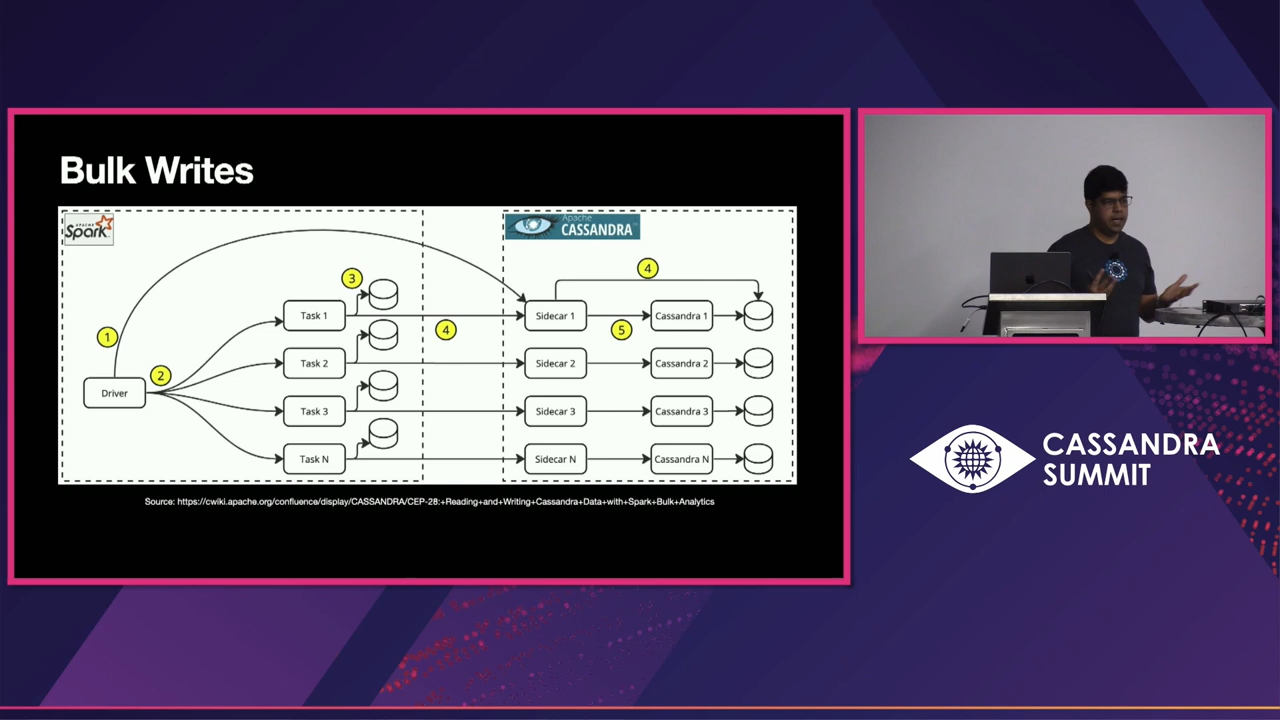 Bulk Writes
APACHE
Spark
Apache
CASSANDRA
3
4
Task 1
Sidecar 1
Cassandra 1
1
4
5
Task 2
Sidecar 2
Cassandra 2
2
Driver
Task 3
Sidecar 3
Cassandra 3
Task N
Sidecar N
Cassandra N
Source: https://cwiki.apache.org/confluence/display/CASSANDRA/CEP-28:+Reading+and+Writing+Cassandra+Data+with+Spark+Bulk+Analytics
CASSANDRA
SUMMIT